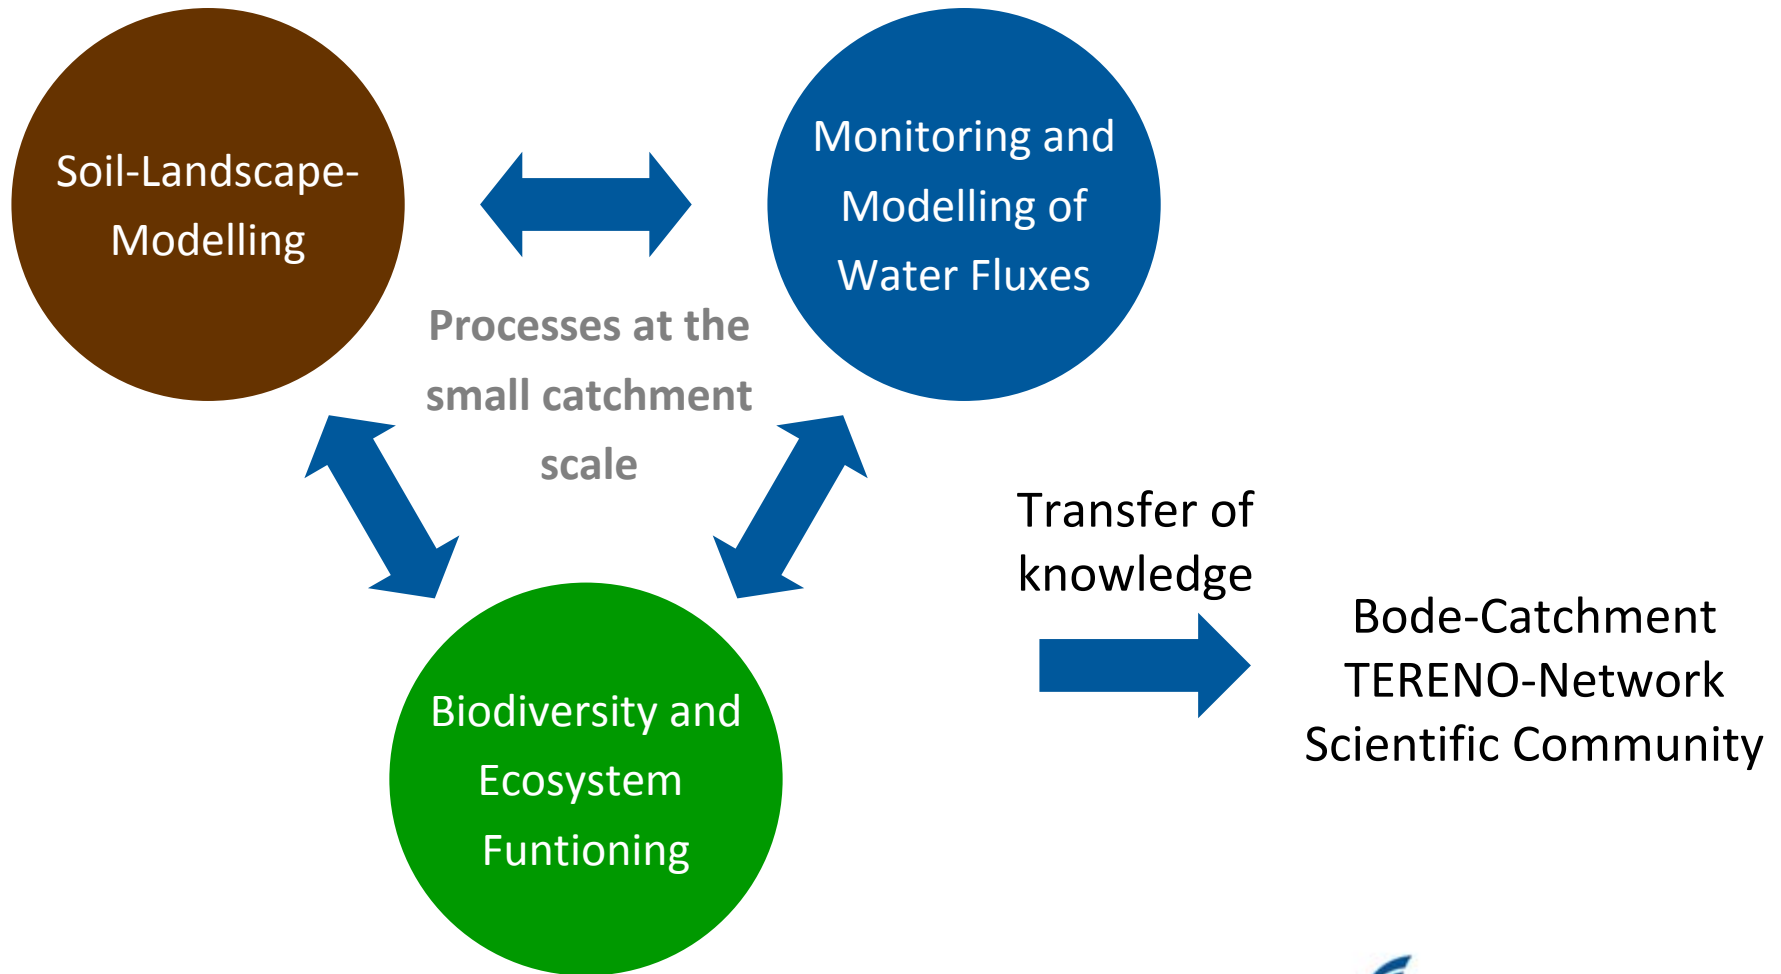 Soil-Landscape-
Modelling
Monitoring and
Modelling of
Water Fluxes
Processes at the
small catchment
scale
Biodiversity and
Ecosystem
Funtioning
Transfer of
knowledge
Bode-Catchment
TERENO-Network
Scientific Community